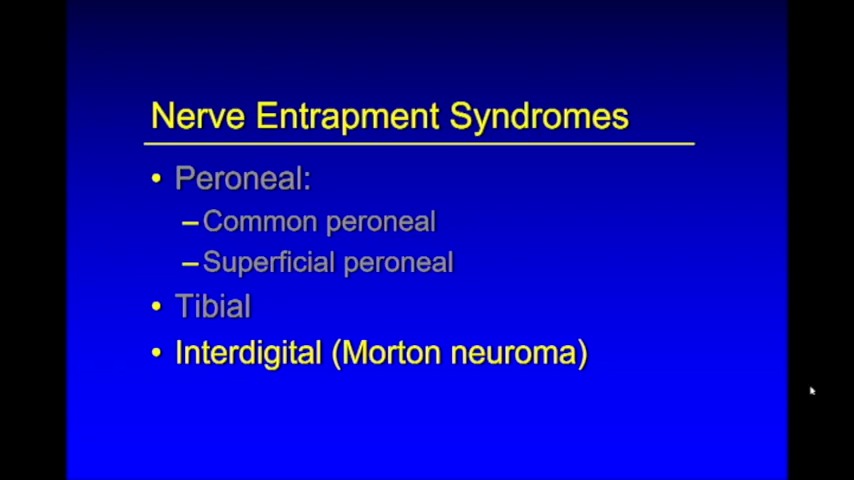 Nerve Entrapment Syndromes
• Peroneal:
–Common peroneal
–Superficial peroneal
• Tibial
• Interdigital (Morton neuroma)